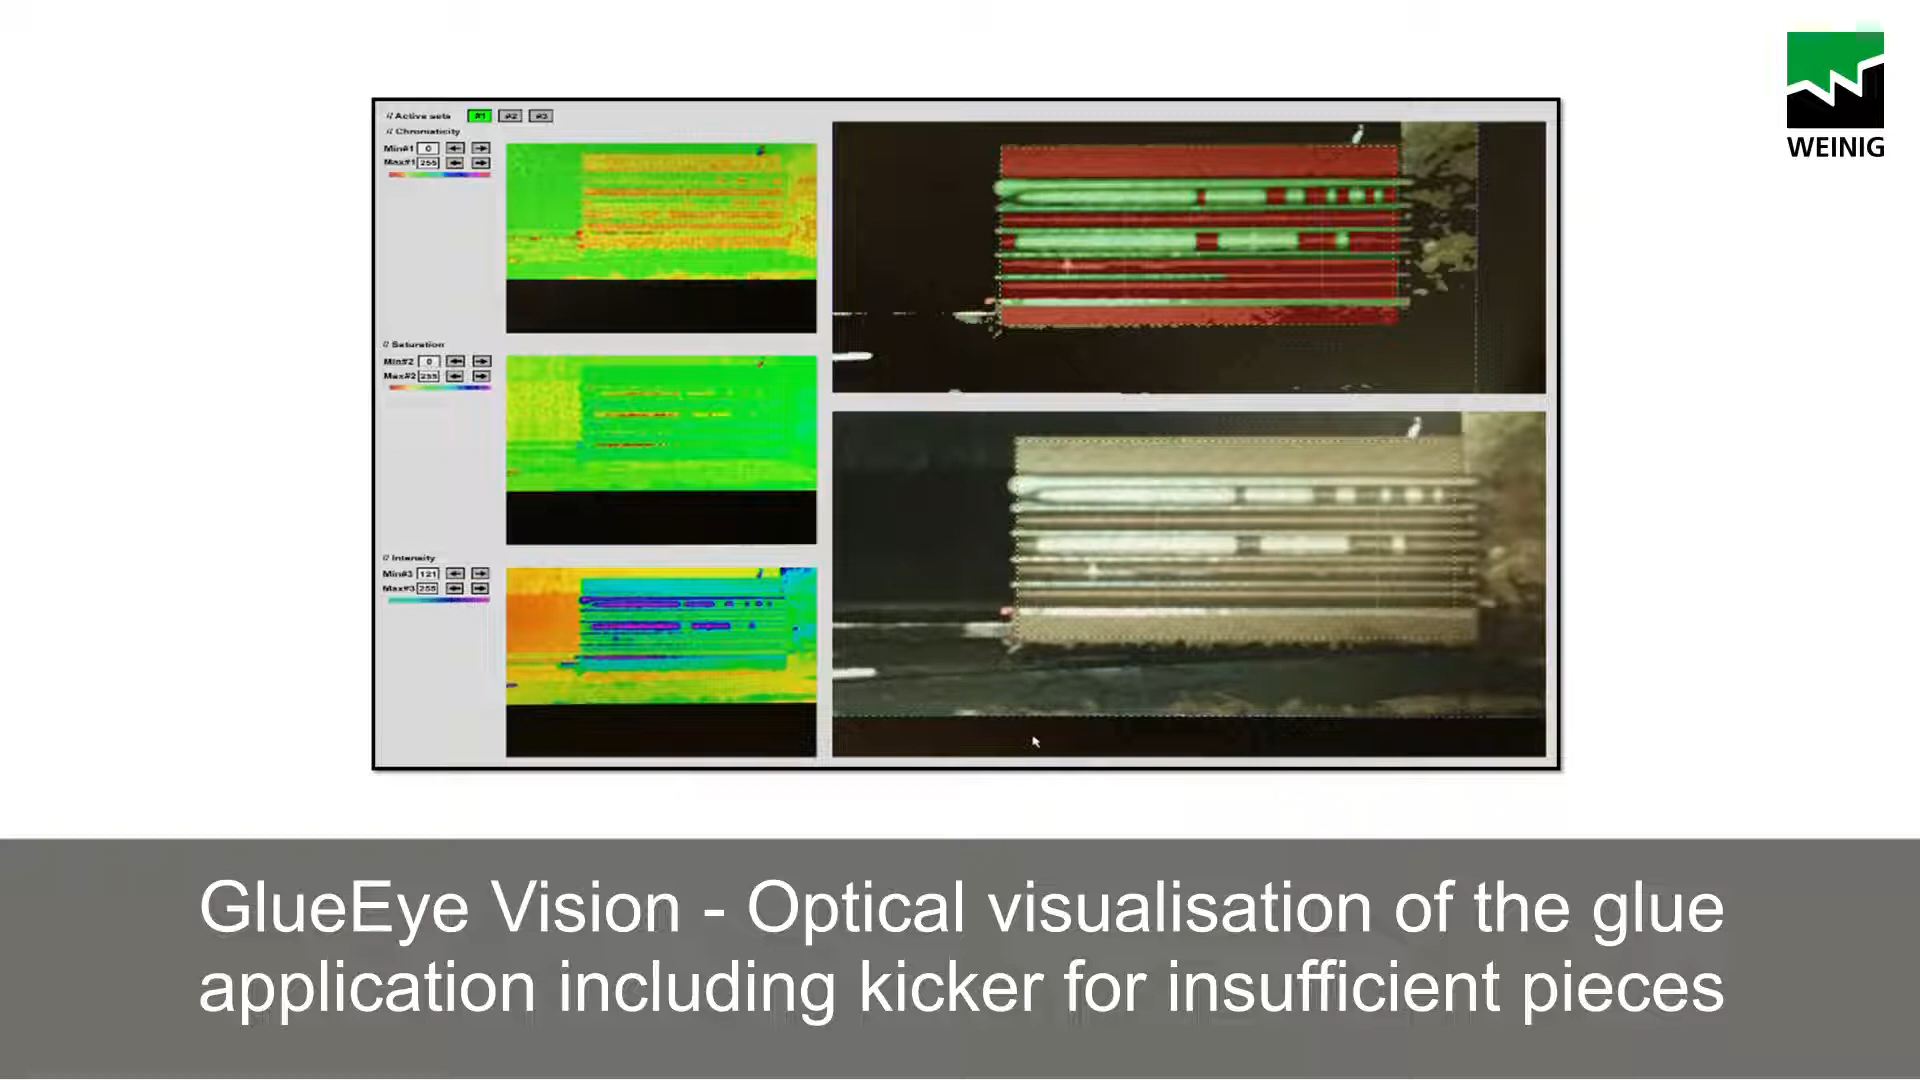 WEINIG
// Active sets #1 #2 #3
// Chromaticity
Min#1 0
Max#1 255
// Saturation
Min#2 0
Max#2 255
// Intensity
Min#3 121
Max#3 255
GlueEye Vision - Optical visualisation of the glue
application including kicker for insufficient pieces